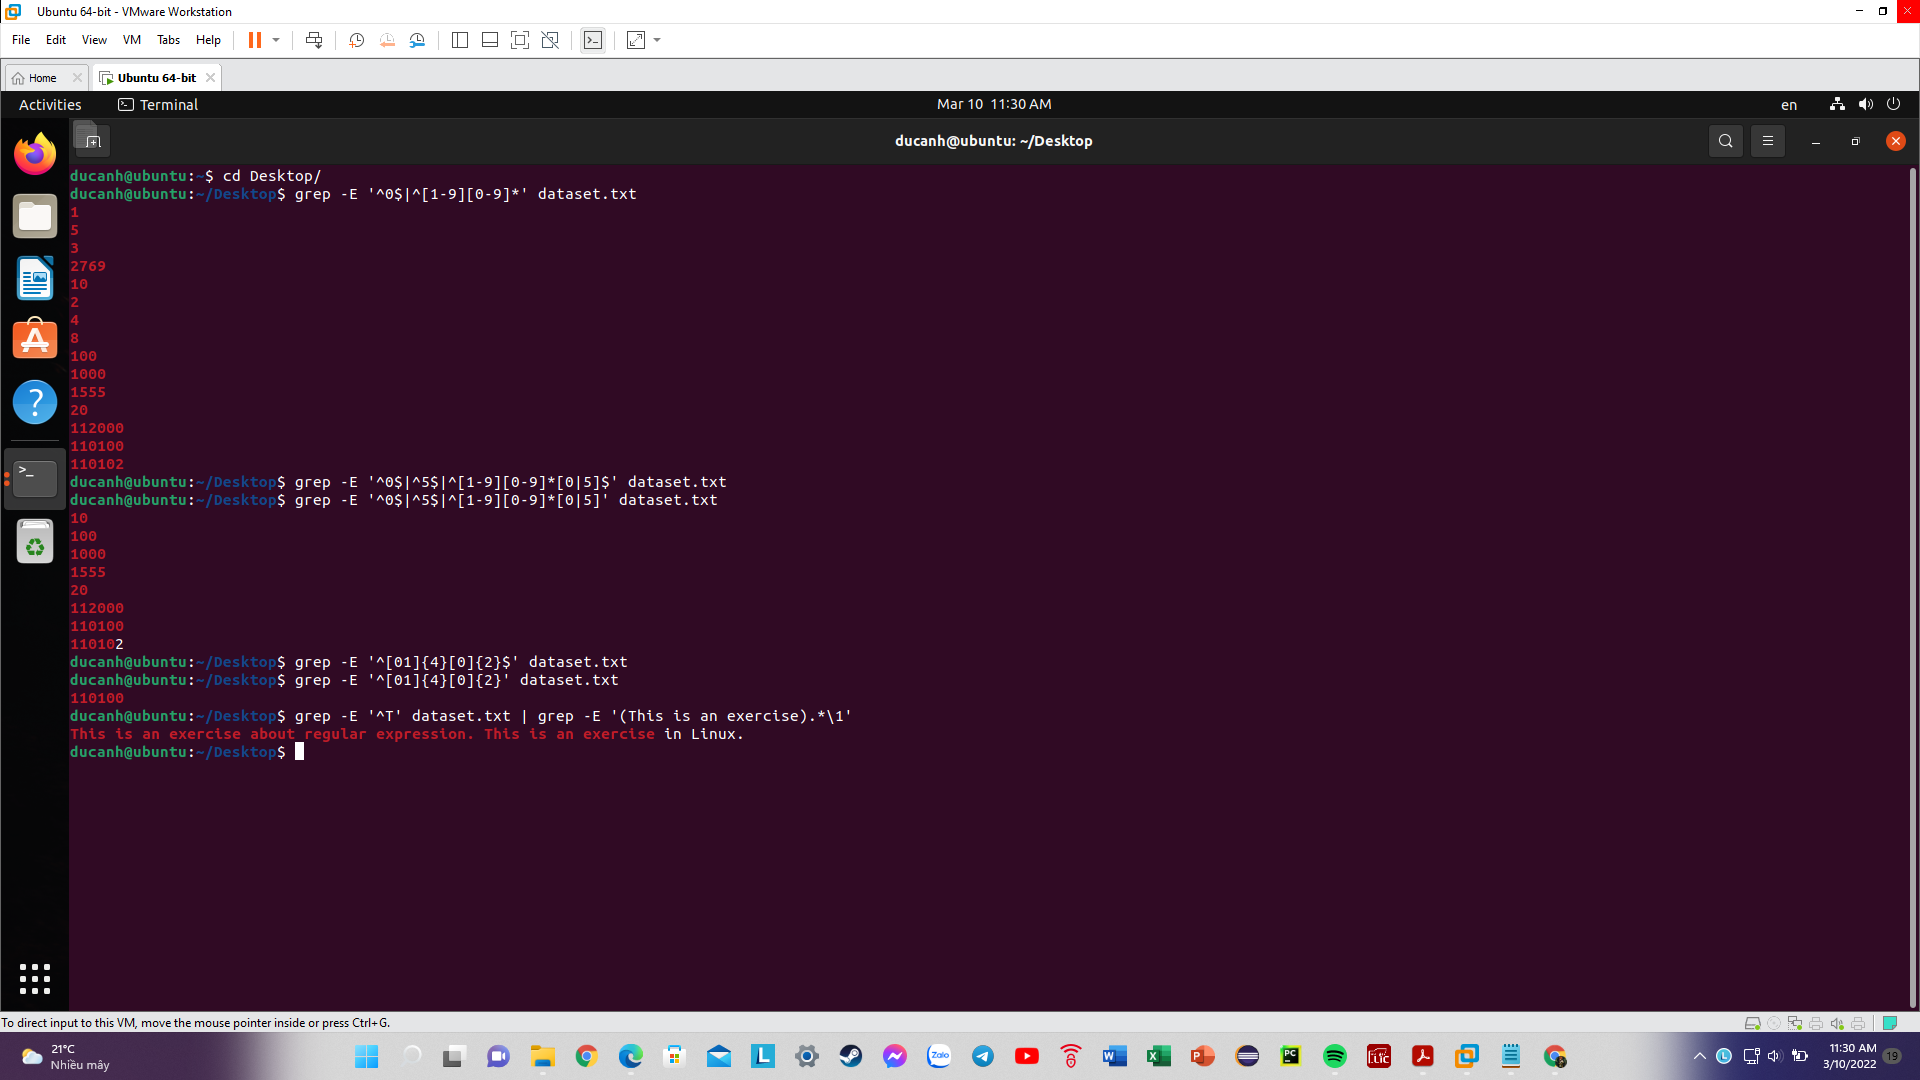 Ubuntu 64-bit - VMware Workstation
File Edit View VM Tabs Help
Home
Ubuntu 64-bit
Activities
Terminal
Mar 10 11:30 AM
en
ducanh@ubuntu: ~/Desktop
ducanh@ubuntu:~$ cd Desktop/
ducanh@ubuntu:~/Desktop$ grep -E '^0$|^[1-9][0-9]*' dataset.txt
1
5
3
2769
10
2
4
8
100
1000
1555
20
112000
110100
110102
ducanh@ubuntu:~/Desktop$ grep -E '^0$|^5$|^[1-9][0-9]*[0|5]$' dataset.txt
ducanh@ubuntu:~/Desktop$ grep -E '^0$|^5$|^[1-9][0-9]*[0|5]' dataset.txt
10
100
1000
1555
20
112000
110100
110102
ducanh@ubuntu:~/Desktop$ grep -E '^[01]{4}[0]{2}$' dataset.txt
ducanh@ubuntu:~/Desktop$ grep -E '^[01]{4}[0]{2}' dataset.txt
110100
ducanh@ubuntu:~/Desktop$ grep -E '^T' dataset.txt | grep -E '(This is an exercise).*\1'
This is an exercise about regular expression. This is an exercise in Linux.
ducanh@ubuntu:~/Desktop$
To direct input to this VM, move the mouse pointer inside or press Ctrl+G.
21°C
Nhiều mây
Zalo
PC
11:30 AM
3/10/2022
19